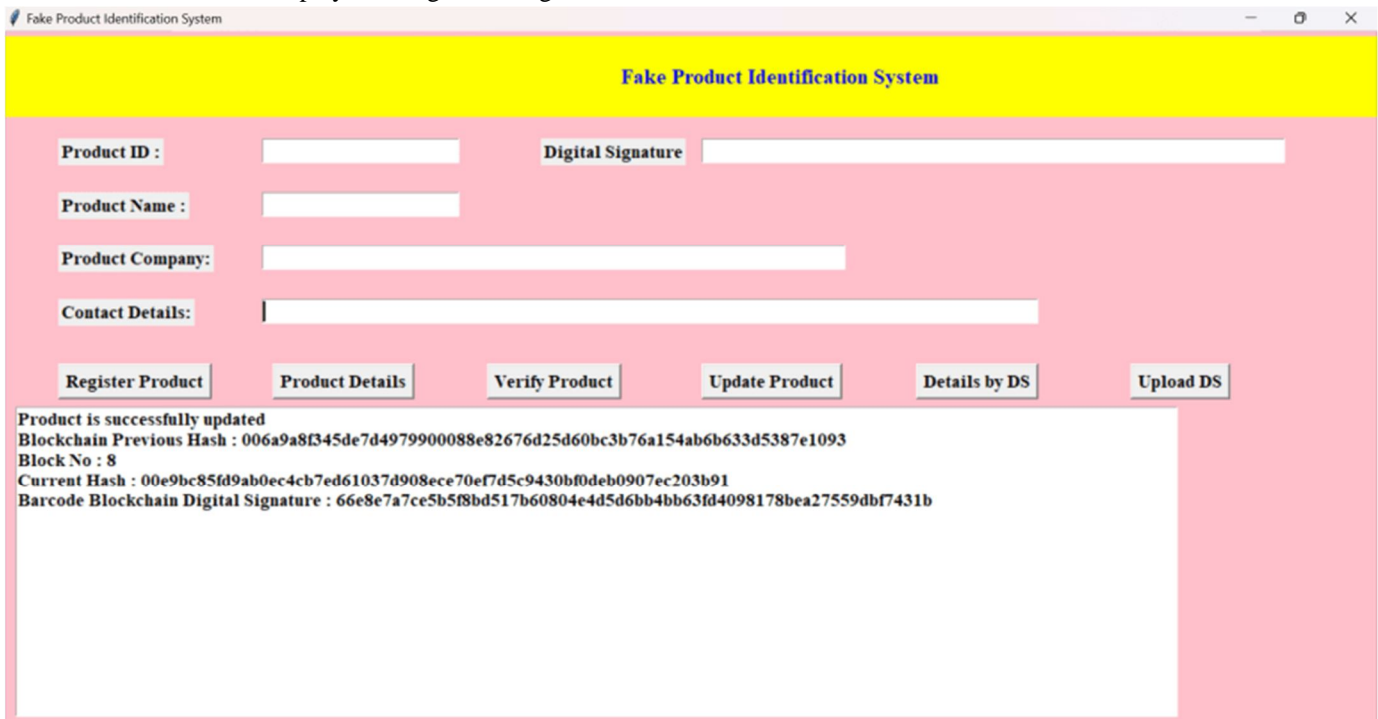 Fake Product Identification System
Fake Product Identification System
Product ID :
Digital Signature
Product Name :
Product Company:
Contact Details:
Register Product Product Details Verify Product Update Product Details by DS Upload DS
Product is successfully updated
Blockchain Previous Hash : 006a9a8f345de7d4979900088e82676d25d60bc3b76a154ab6b633d5387e1093
Block No : 8
Current Hash : 00e9bc85fd9ab0ec4cb7ed61037d908ece70ef7d5c9430bf0deb0907ec203b91
Barcode Blockchain Digital Signature : 66e8e7a7ce5b5f8bd517b60804e4d5d6bb4bb63fd4098178bea27559dbf7431b